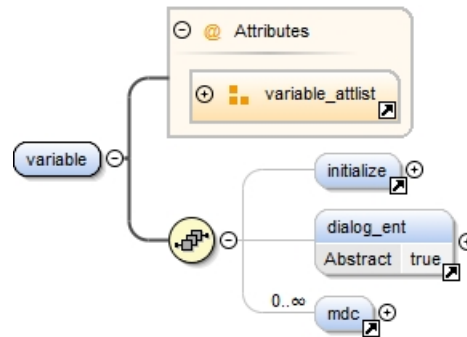 @ Attributes
variable_attlist
variable
initialize
dialog_ent
Abstract true
0..∞
mdc